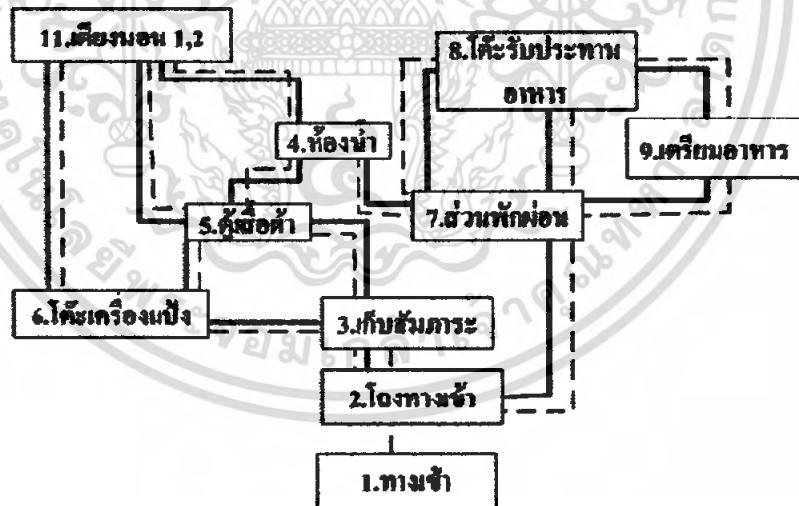 11.เตียงนอน 1,2
8.โต๊ะรับประทาน
อาหาร
4.ห้องน้ำ
9.เตรียมอาหาร
5.ตู้เสื้อผ้า
7.ส่วนพักผ่อน
6.โต๊ะเครื่องแป้ง
3.เก็บสัมภาระ
2.โถงทางเข้า
1.ทางเข้า